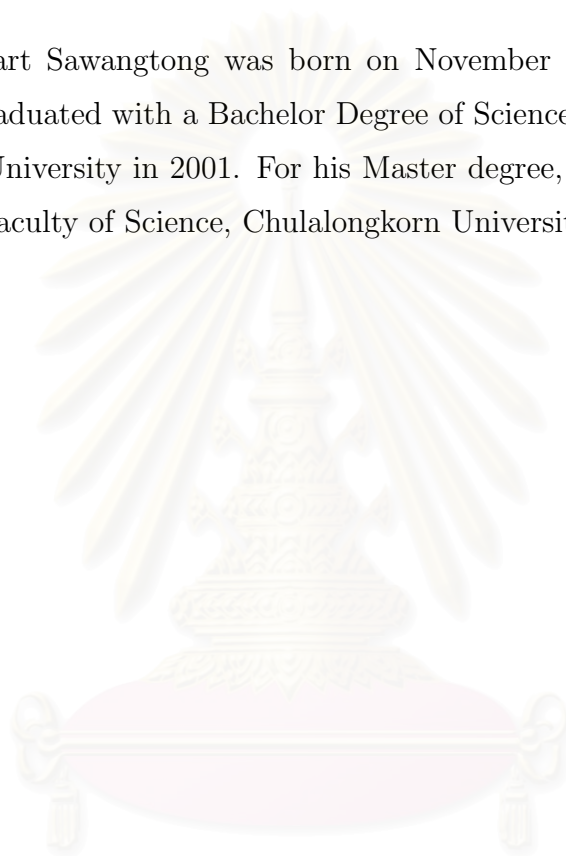 art Sawangtong was born on November
aduated with a Bachelor Degree of Science
University in 2001. For his Master degree,
aculty of Science, Chulalongkorn Universit